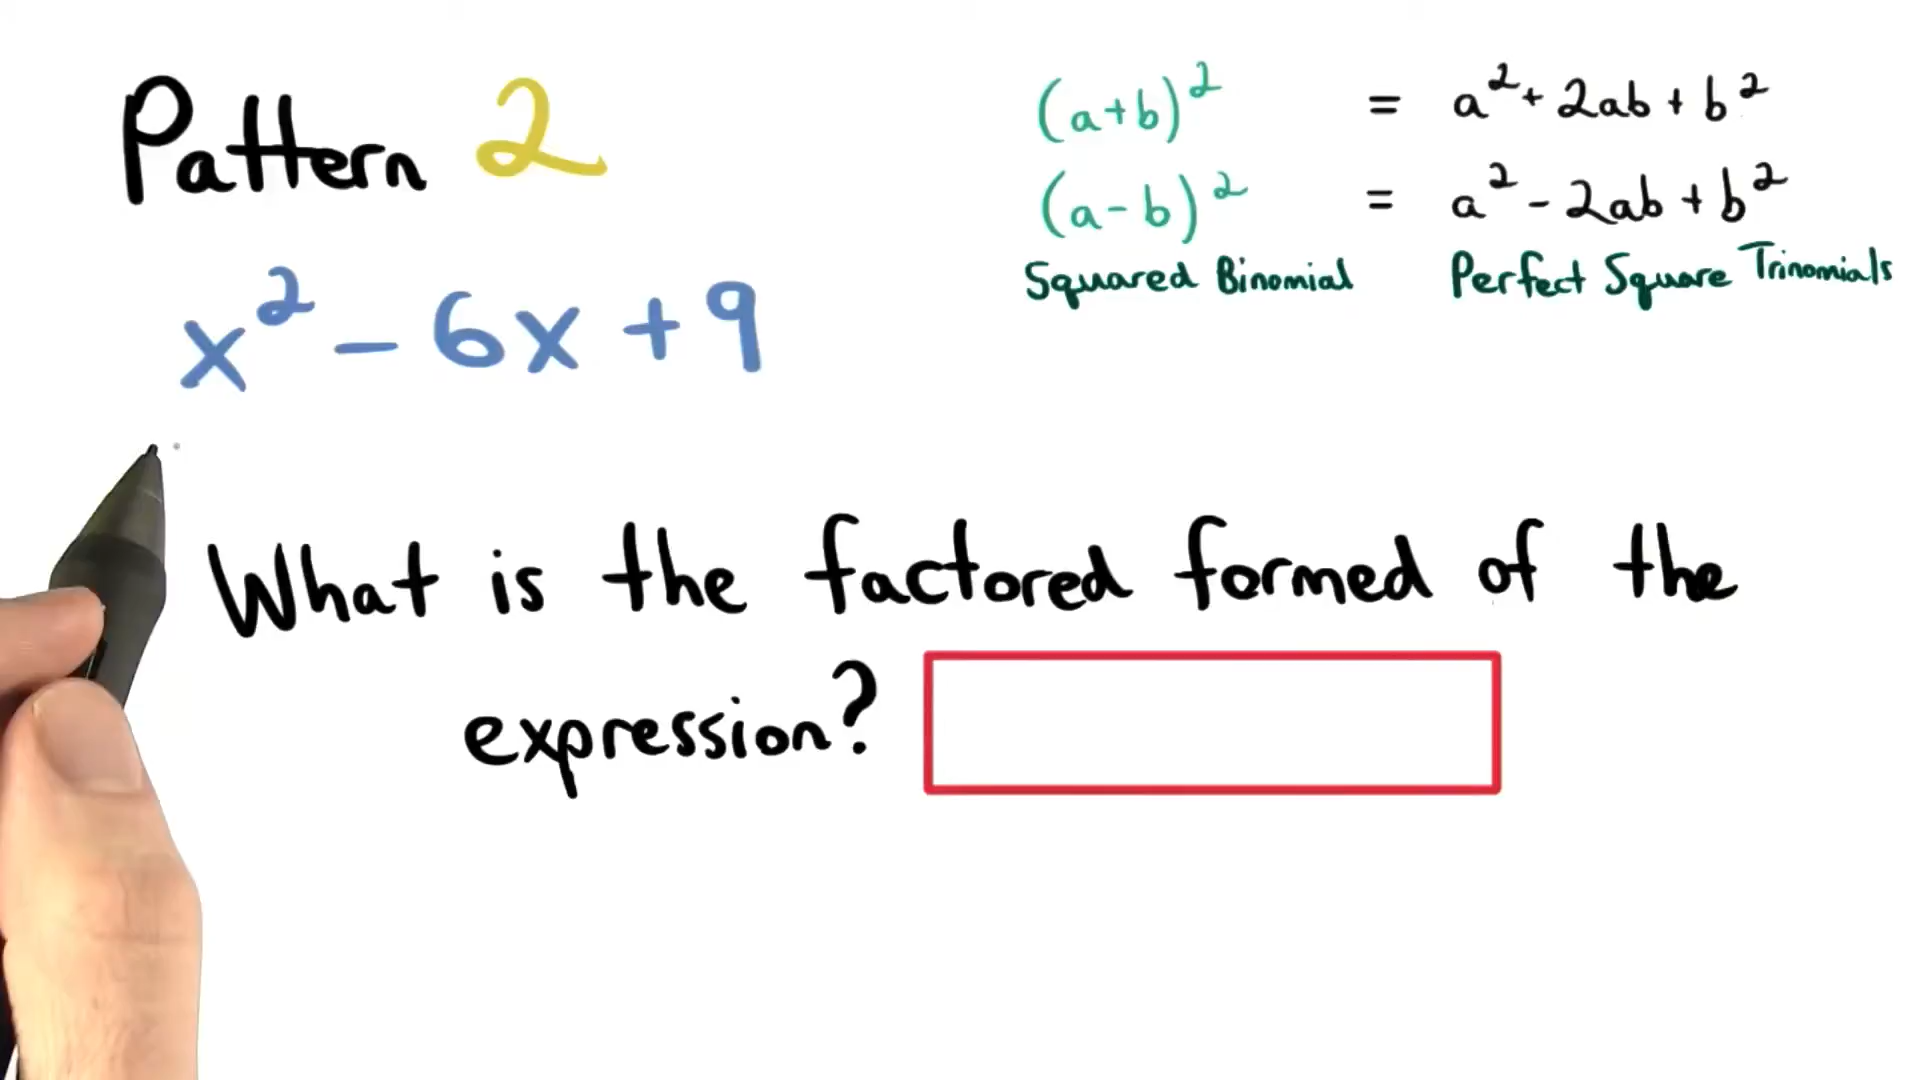 Pattern 2
(a+b)² = a² + 2ab + b²
(a-b)² = a² - 2ab + b²
Squared Binomial Perfect Square Trinomials
x² - 6x + 9
What is the factored formed of the
expression?